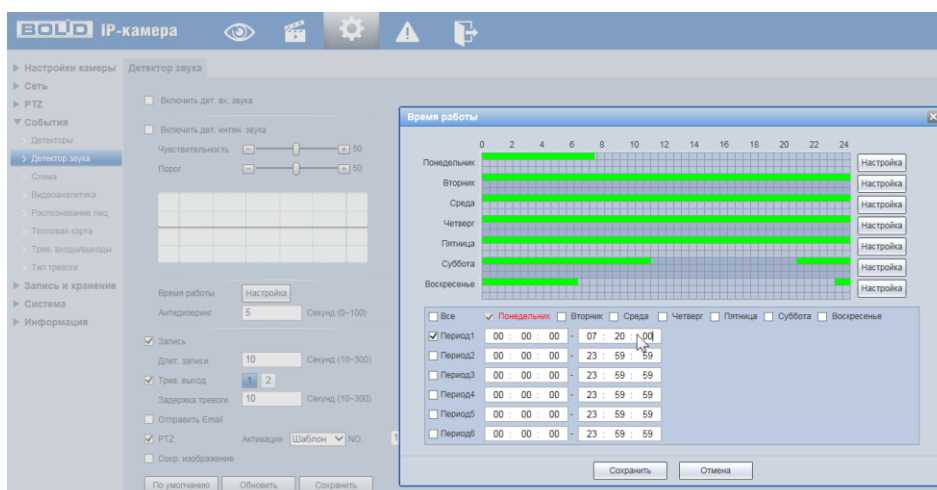 BOLID IP-камера
Настройки камеры
Сеть
PTZ
События
Детекторы
Детектор звука
Схема
Видеоаналитика
Распознавание лиц
Тепловая карта
Трев. входы/выходы
Тип тревоги
Запись и хранение
Система
Информация
Детектор звука
Включить дет. вх. звука
Включить дет. интен. звука
Чувствительность - + 50
Порог - + 50
Время работы Настройка
Антидизеринг 5 Секунд (0~100)
Запись
Длит. записи 10 Секунд (10~300)
Трев. выход 1 2
Задержка тревоги 10 Секунд (10~300)
Отправить Email
PTZ Активация Шаблон NO. 1
Сохр. изображение
По умолчанию Обновить Сохранить
Время работы
0 2 4 6 8 10 12 14 16 18 20 22 24
Понедельник Настройка
Вторник Настройка
Среда Настройка
Четверг Настройка
Пятница Настройка
Суббота Настройка
Воскресенье Настройка
Все Понедельник Вторник Среда Четверг Пятница Суббота Воскресенье
Период1 00 : 00 : 00 - 07 : 20 : 00
Период2 00 : 00 : 00 - 23 : 59 : 59
Период3 00 : 00 : 00 - 23 : 59 : 59
Период4 00 : 00 : 00 - 23 : 59 : 59
Период5 00 : 00 : 00 - 23 : 59 : 59
Период6 00 : 00 : 00 - 23 : 59 : 59
Сохранить Отмена